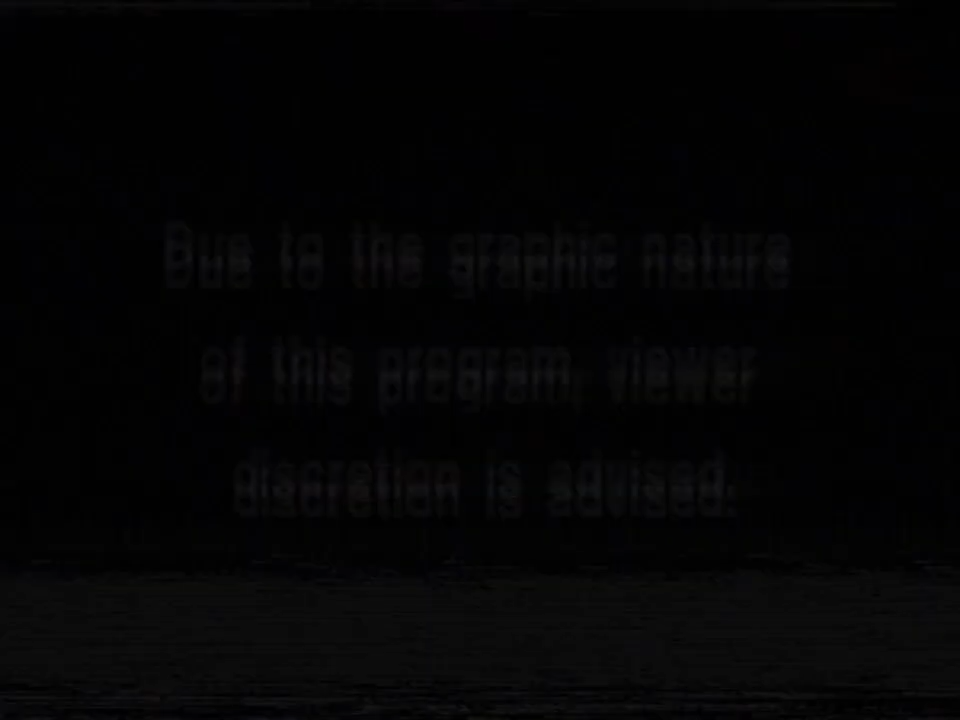 Due to the graphic nature
of this program, viewer
discretion is advised.